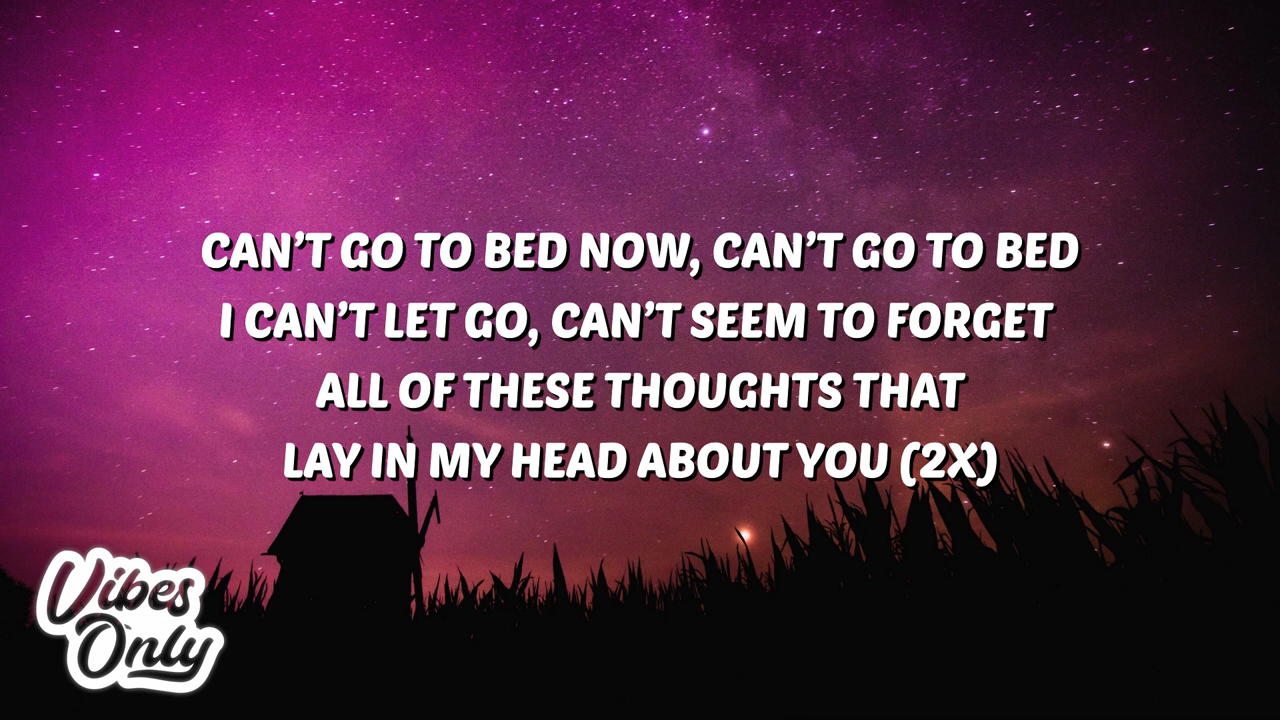 CAN’T GO TO BED NOW, CAN’T GO TO BED
I CAN’T LET GO, CAN’T SEEM TO FORGET
ALL OF THESE THOUGHTS THAT
LAY IN MY HEAD ABOUT YOU (2X)
Vibes
Only